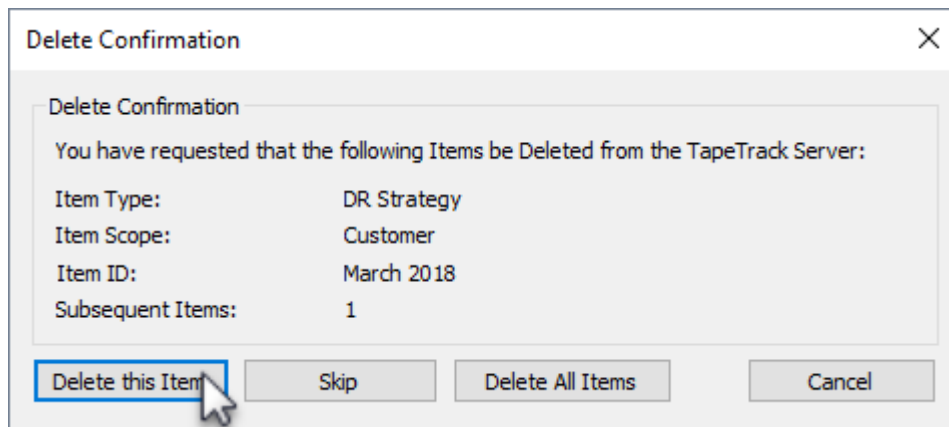 Delete Confirmation
Delete Confirmation
You have requested that the following Items be Deleted from the TapeTrack Server:
Item Type: DR Strategy
Item Scope: Customer
Item ID: March 2018
Subsequent Items: 1
Delete this Item Skip Delete All Items Cancel